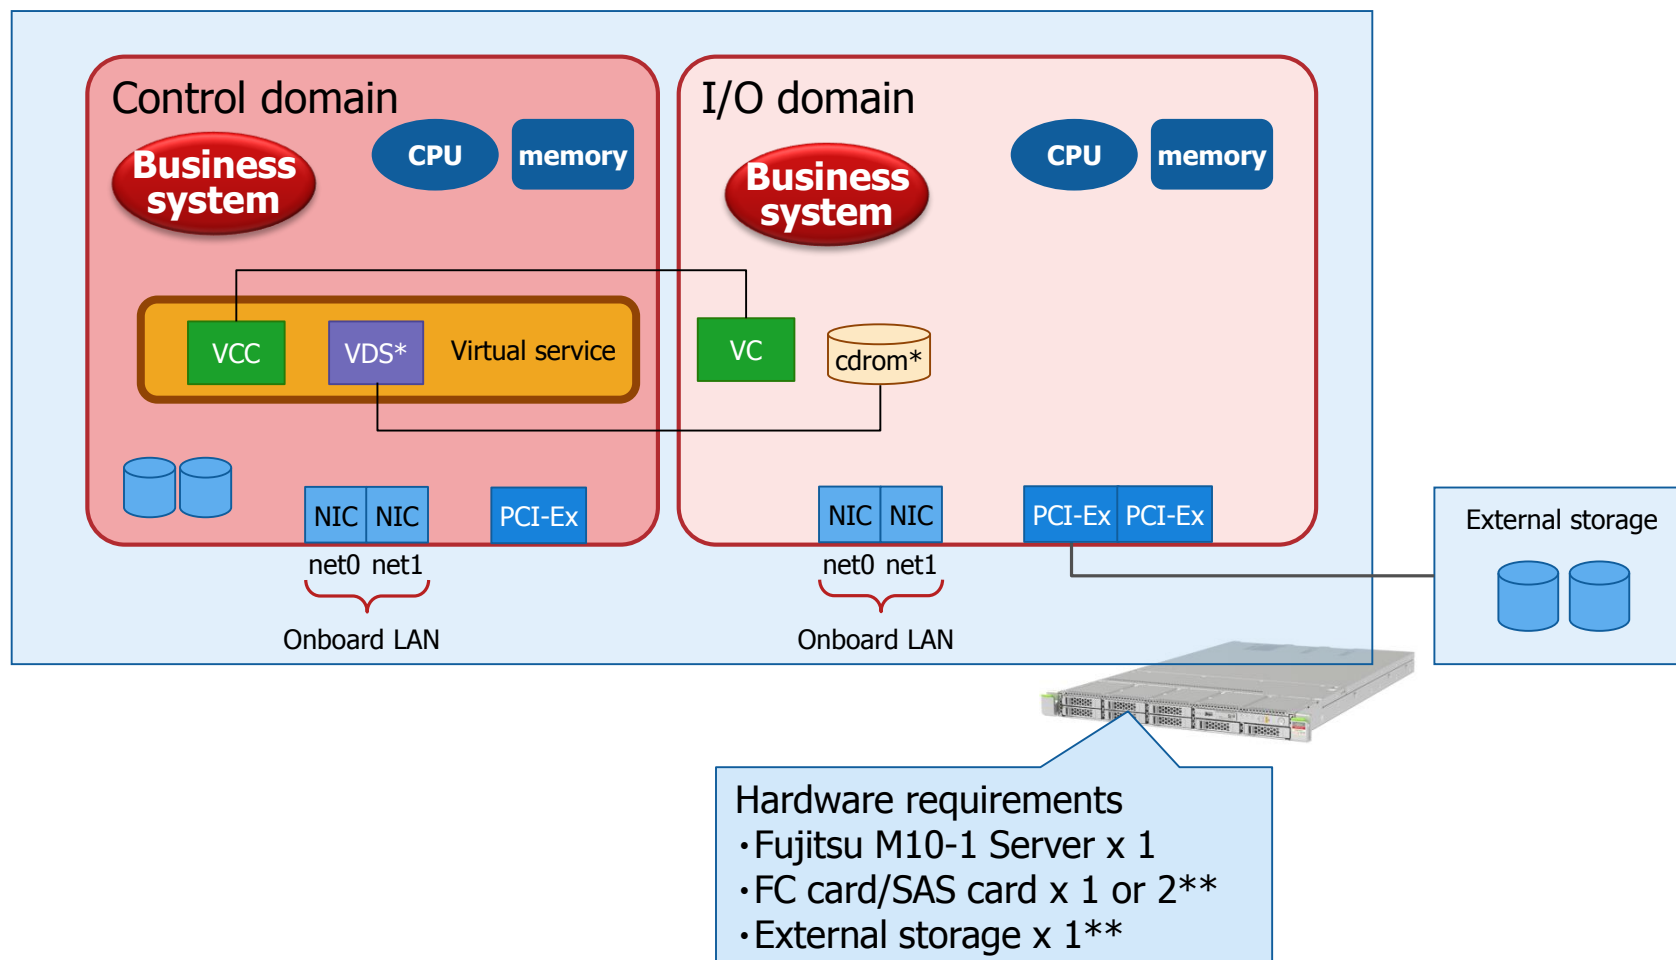 Control domain
Business
system
CPU
memory
VCC
VDS*
Virtual service
NIC NIC
PCI-Ex
net0 net1
Onboard LAN
I/O domain
Business
system
CPU
memory
VC
cdrom*
NIC NIC
PCI-Ex PCI-Ex
net0 net1
Onboard LAN
External storage
Hardware requirements
・Fujitsu M10-1 Server x 1
・FC card/SAS card x 1 or 2**
・External storage x 1**